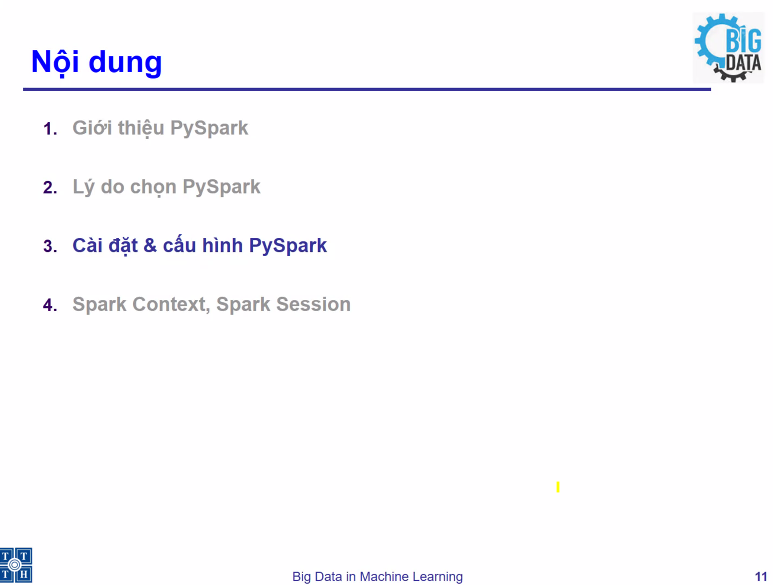 BIG
DATA
Nội dung
1. Giới thiệu PySpark
2. Lý do chọn PySpark
3. Cài đặt & cấu hình PySpark
4. Spark Context, Spark Session
T T
T H
Big Data in Machine Learning
11